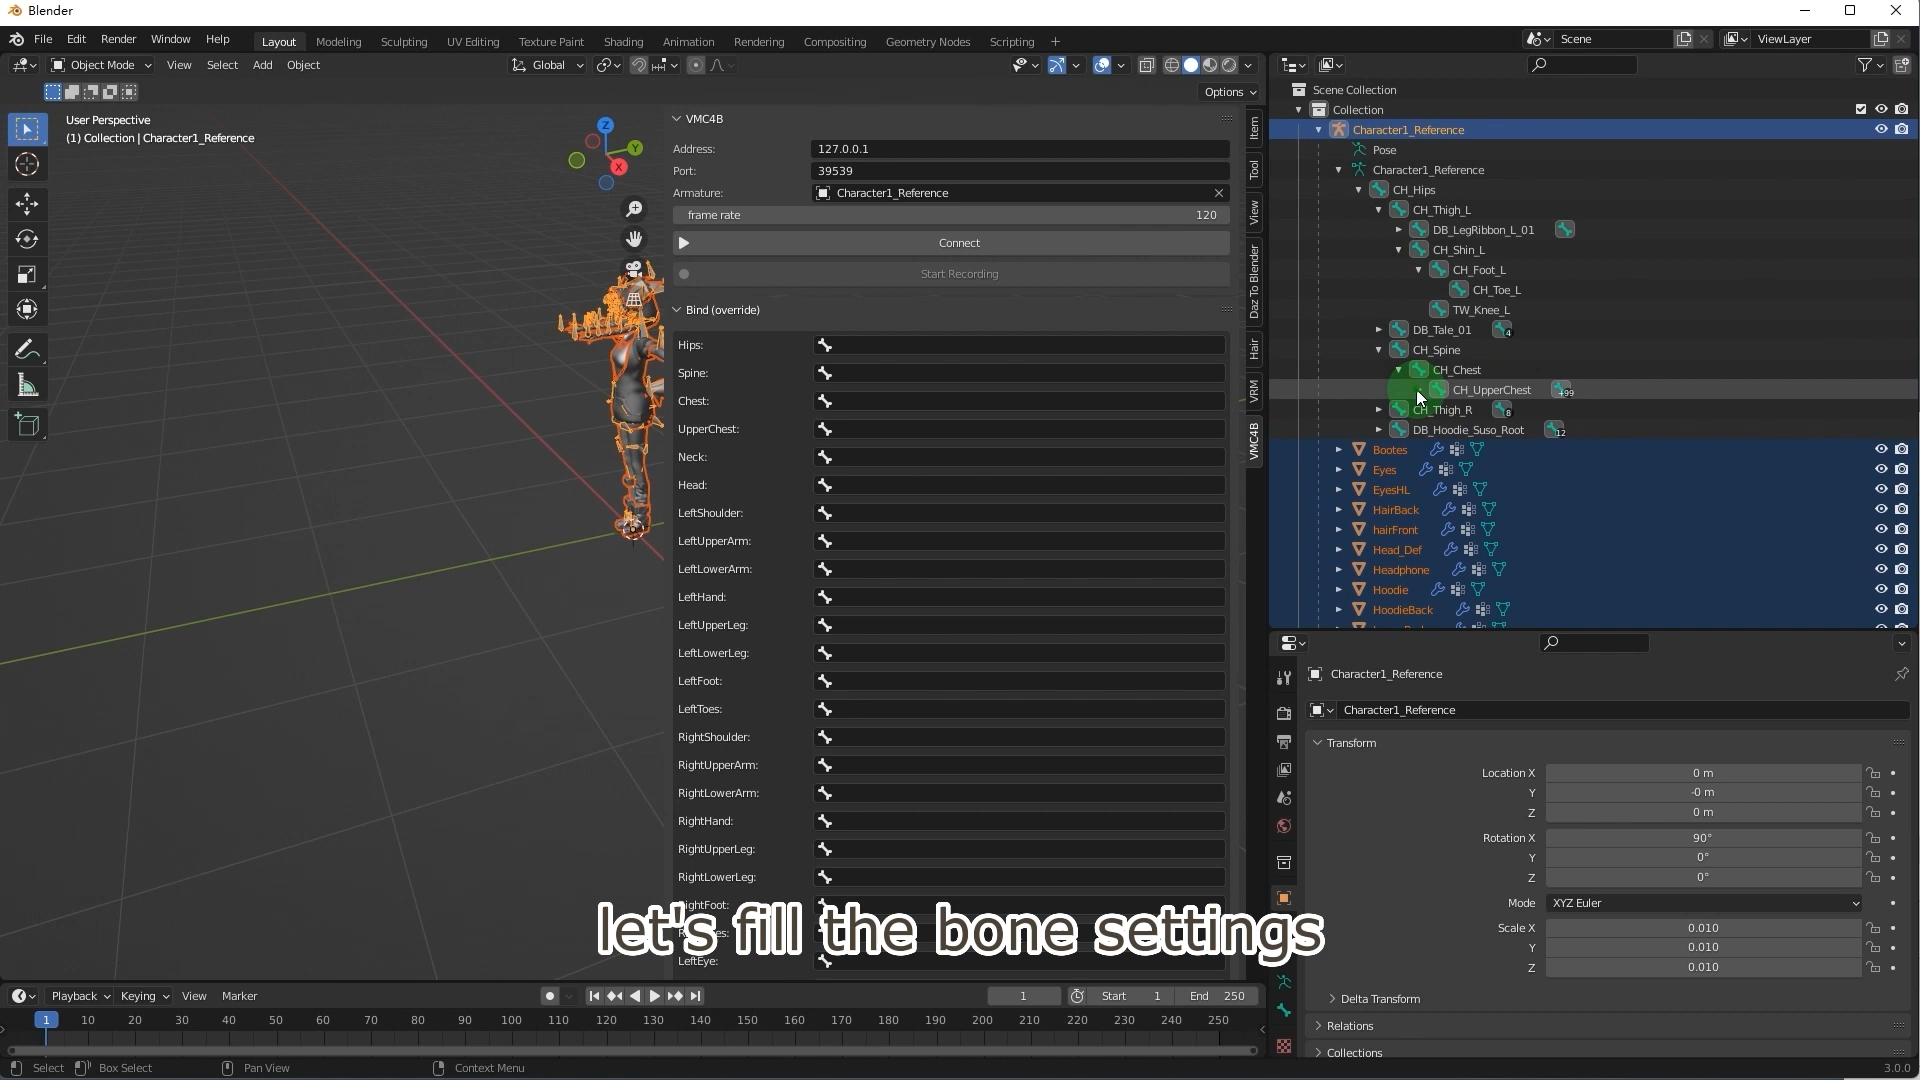 Blender
File Edit Render Window Help Layout Modeling Sculpting UV Editing Texture Paint Shading Animation Rendering Compositing Geometry Nodes Scripting + Scene ViewLayer
Object Mode View Select Add Object Global
Options
User Perspective
(1) Collection | Character1_Reference
Z
Y
X
VMC4B
Address: 127.0.0.1
Port: 39539
Armature: Character1_Reference
frame rate 120
Connect
Start Recording
Bind (override)
Hips:
Spine:
Chest:
UpperChest:
Neck:
Head:
LeftShoulder:
LeftUpperArm:
LeftLowerArm:
LeftHand:
LeftUpperLeg:
LeftLowerLeg:
LeftFoot:
LeftToes:
RightShoulder:
RightUpperArm:
RightLowerArm:
RightHand:
RightUpperLeg:
RightLowerLeg:
let's fill the bone settings
LeftEye:
Item
Tool
View
Daz To Blender
Hair
VRM
VMC4B
Scene Collection
Collection
Character1_Reference
Pose
Character1_Reference
CH_Hips
CH_Thigh_L
DB_LegRibbon_L_01
CH_Shin_L
CH_Foot_L
CH_Toe_L
TW_Knee_L
DB_Tale_01 4
CH_Spine
CH_Chest
CH_UpperChest +99
CH_Thigh_R 8
DB_Hoodie_Suso_Root 12
Bootes
Eyes
EyesHL
HairBack
hairFront
Head_Def
Headphone
Hoodie
HoodieBack
Character1_Reference
Character1_Reference
Transform
Location X 0 m
Y -0 m
Z 0 m
Rotation X 90°
Y 0°
Z 0°
Mode XYZ Euler
Scale X 0.010
Y 0.010
Z 0.010
Delta Transform
Relations
Collections
Playback Keying View Marker 1 Start 1 End 250
1 10 20 30 40 50 60 70 80 90 100 110 120 130 140 150 160 170 180 190 200 210 220 230 240 250
Select Box Select Pan View Context Menu 3.0.0